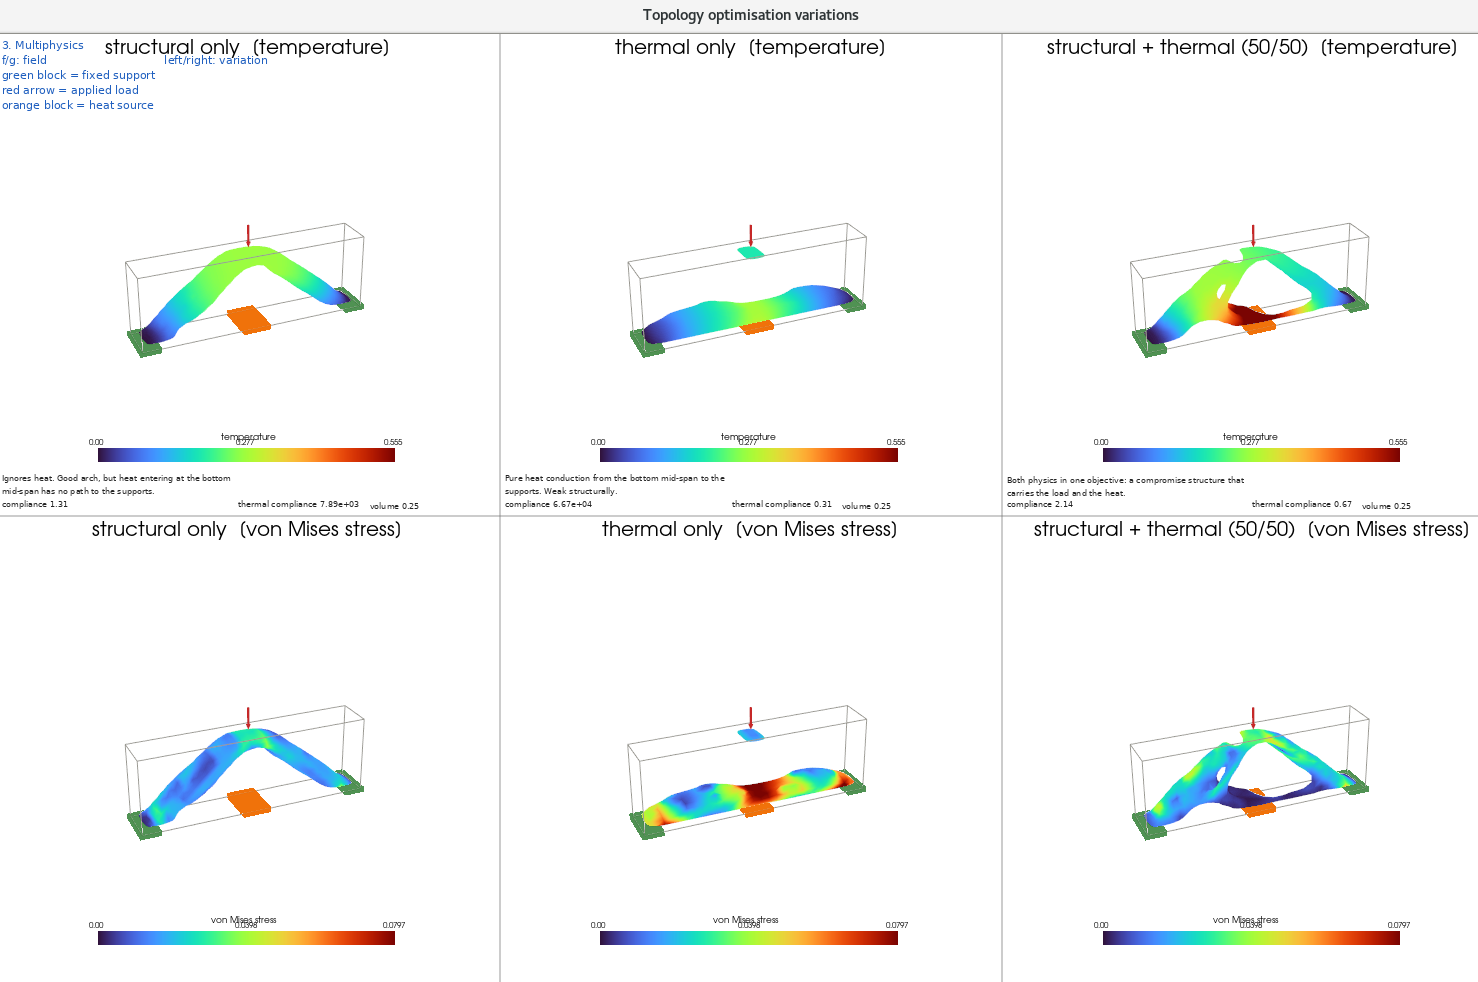 Topology optimisation variations
structural only [temperature]
3. Multiphysics
f/g: field
left/right: variation
green block = fixed support
red arrow = applied load
orange block = heat source
temperature
0.00
0.277
0.555
Ignores heat. Good arch, but heat entering at the bottom
mid-span has no path to the supports.
compliance 1.31
thermal compliance 7.89e+03
volume 0.25
thermal only [temperature]
temperature
0.00
0.277
0.555
Pure heat conduction from the bottom mid-span to the
supports. Weak structurally.
compliance 6.67e+04
thermal compliance 0.31
volume 0.25
structural + thermal (50/50) [temperature]
temperature
0.00
0.277
0.555
Both physics in one objective: a compromise structure that
carries the load and the heat.
compliance 2.14
thermal compliance 0.67
volume 0.25
structural only [von Mises stress]
von Mises stress
0.00
0.0398
0.0797
thermal only [von Mises stress]
von Mises stress
0.00
0.0398
0.0797
structural + thermal (50/50) [von Mises stress]
von Mises stress
0.00
0.0398
0.0797